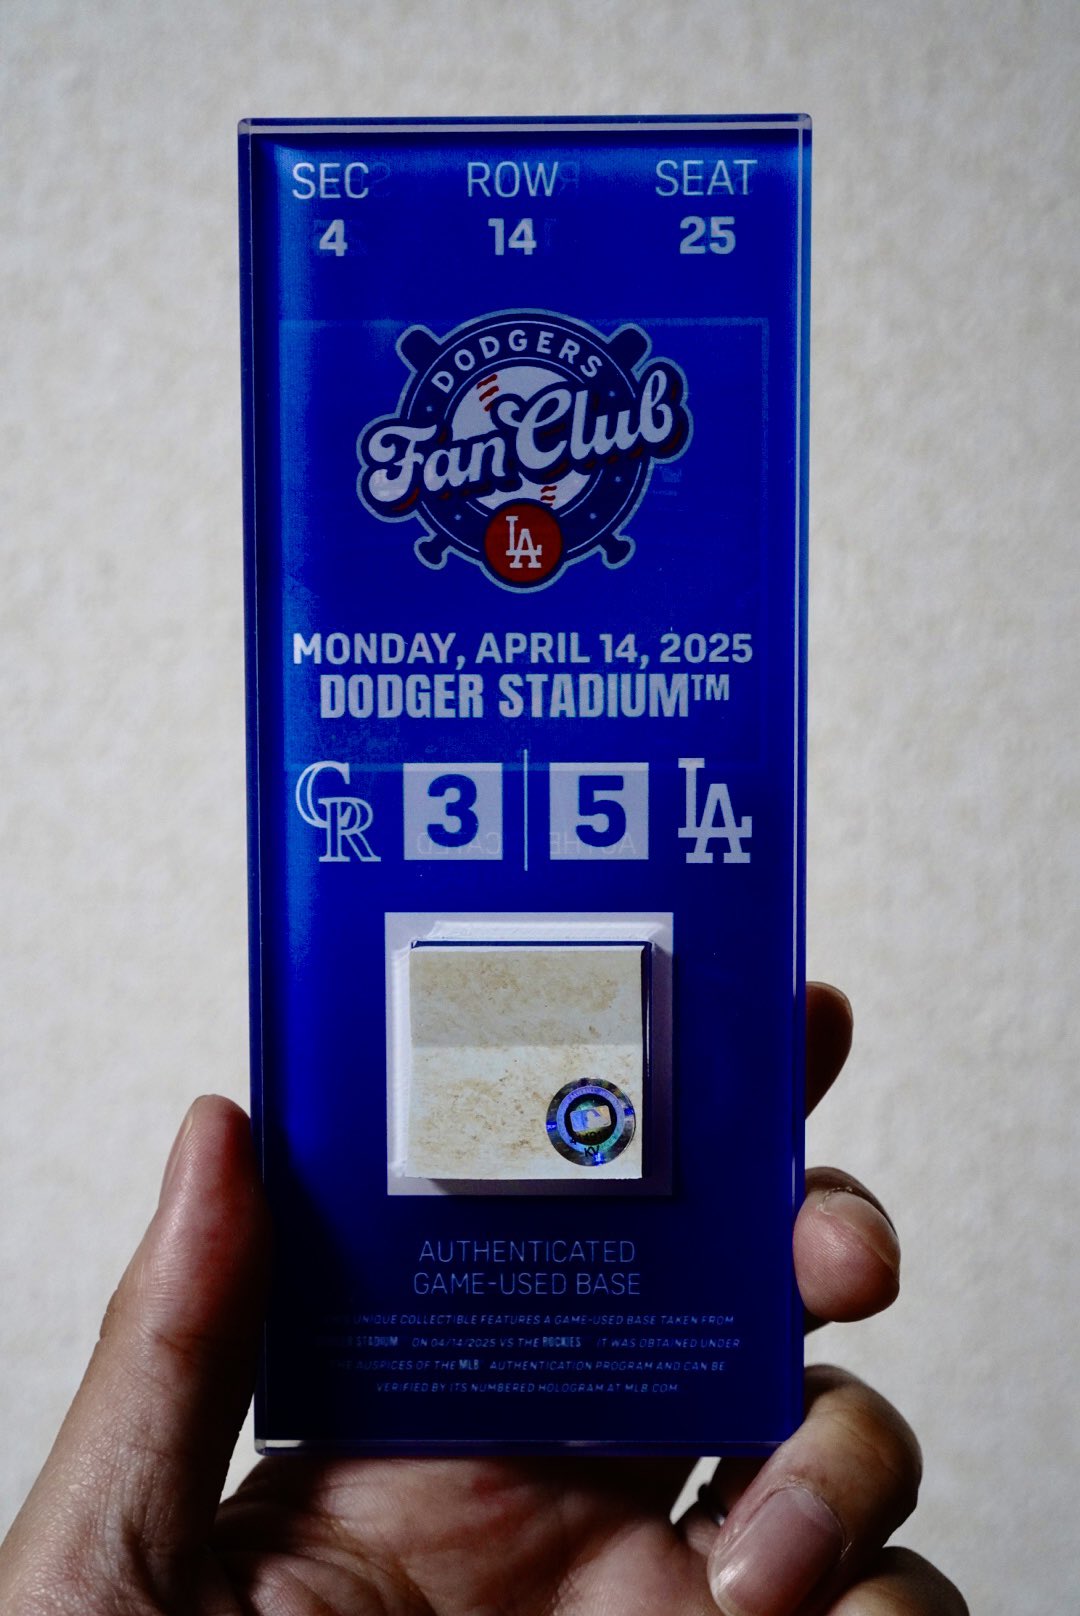 SEC ROW SEAT
4 14 25
DODGERS
Fan Club
LA
MONDAY, APRIL 14, 2025
DODGER STADIUM™
CR 3 5 LA
AUTHENTICATED
GAME-USED BASE
UNIQUE COLLECTIBLE FEATURES A GAME-USED BASE TAKEN FROM
STADIUM ON 04/14/2025 VS THE ROCKIES IT WAS OBTAINED UNDER
THE AUSPICES OF THE MLB AUTHENTICATION PROGRAM AND CAN BE
VERIFIED BY ITS NUMBERED HOLOGRAM AT MLB.COM